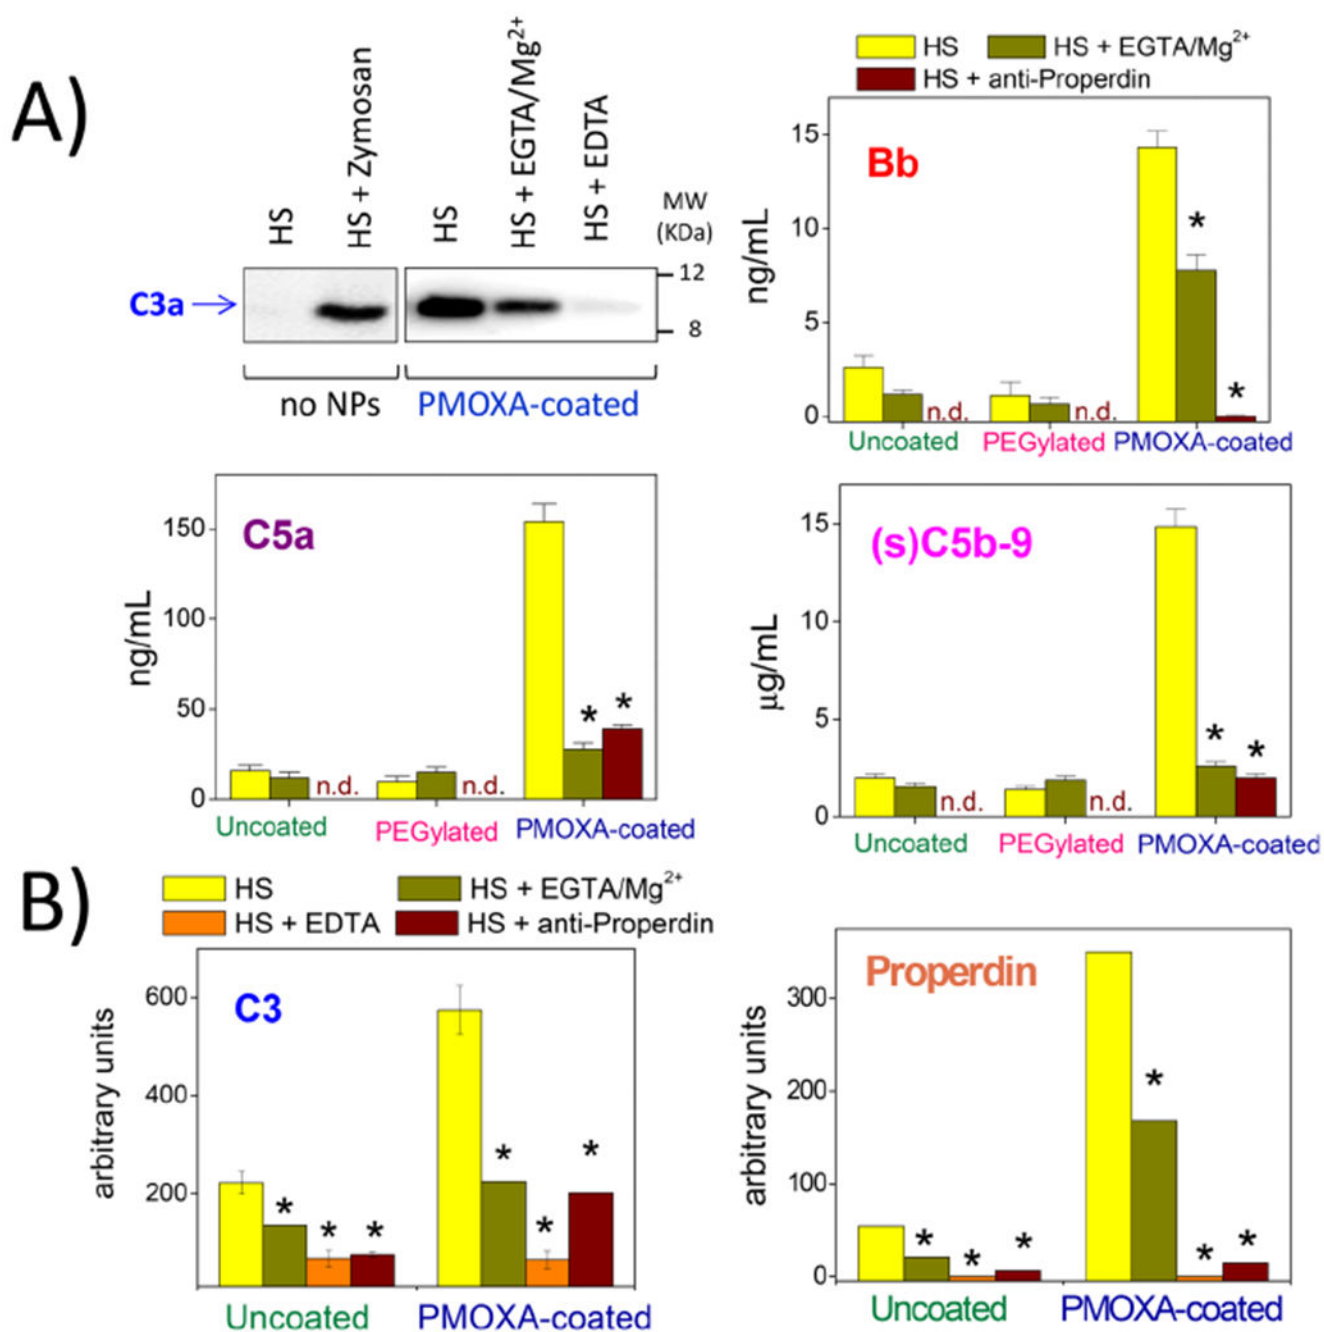 A)
HS
HS + Zymosan
HS
HS + EGTA/Mg²⁺
HS + EDTA
MW
(KDa)
12
C3a
8
no NPs
PMOXA-coated
HS
HS + EGTA/Mg²⁺
HS + anti-Properdin
Bb
ng/mL
15
10
5
0
n.d.
n.d.
*
*
Uncoated
PEGylated
PMOXA-coated
C5a
ng/mL
150
100
50
0
n.d.
n.d.
*
*
Uncoated
PEGylated
PMOXA-coated
(s)C5b-9
µg/mL
15
10
5
0
n.d.
n.d.
*
*
Uncoated
PEGylated
PMOXA-coated
B)
HS
HS + EGTA/Mg²⁺
HS + EDTA
HS + anti-Properdin
C3
arbitrary units
600
400
200
*
*
*
*
*
*
Uncoated
PMOXA-coated
Properdin
arbitrary units
300
200
100
0
*
*
*
*
*
*
Uncoated
PMOXA-coated